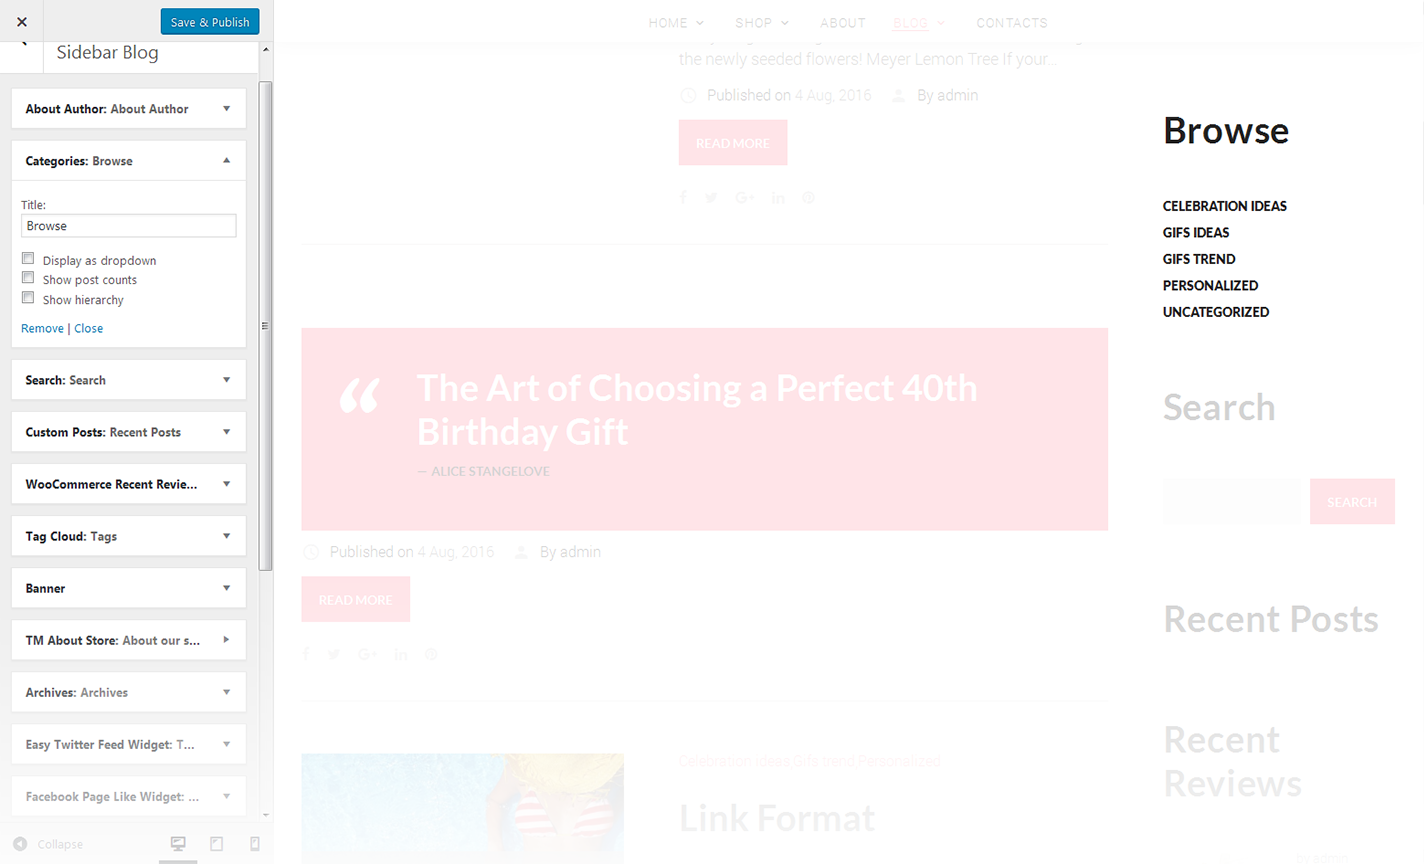 Save & Publish
Sidebar Blog
About Author: About Author
Categories: Browse
Title:
Browse
Display as dropdown
Show post counts
Show hierarchy
Remove | Close
Search: Search
Custom Posts: Recent Posts
WooCommerce Recent Revie...
Tag Cloud: Tags
Banner
TM About Store: About our s...
Archives: Archives
Easy Twitter Feed Widget: T...
Facebook Page Like Widget: ...
Collapse
HOME
SHOP
ABOUT
BLOG
CONTACTS
the newly seeded flowers! Meyer Lemon Tree If your...
Published on 4 Aug, 2016 By admin
READ MORE
The Art of Choosing a Perfect 40th
Birthday Gift
— ALICE STANGELOVE
Published on 4 Aug, 2016 By admin
READ MORE
Celebration ideas,Gifs trend,Personalized
Link Format
Browse
CELEBRATION IDEAS
GIFS IDEAS
GIFS TREND
PERSONALIZED
UNCATEGORIZED
Search
SEARCH
Recent Posts
Recent
Reviews
by admin